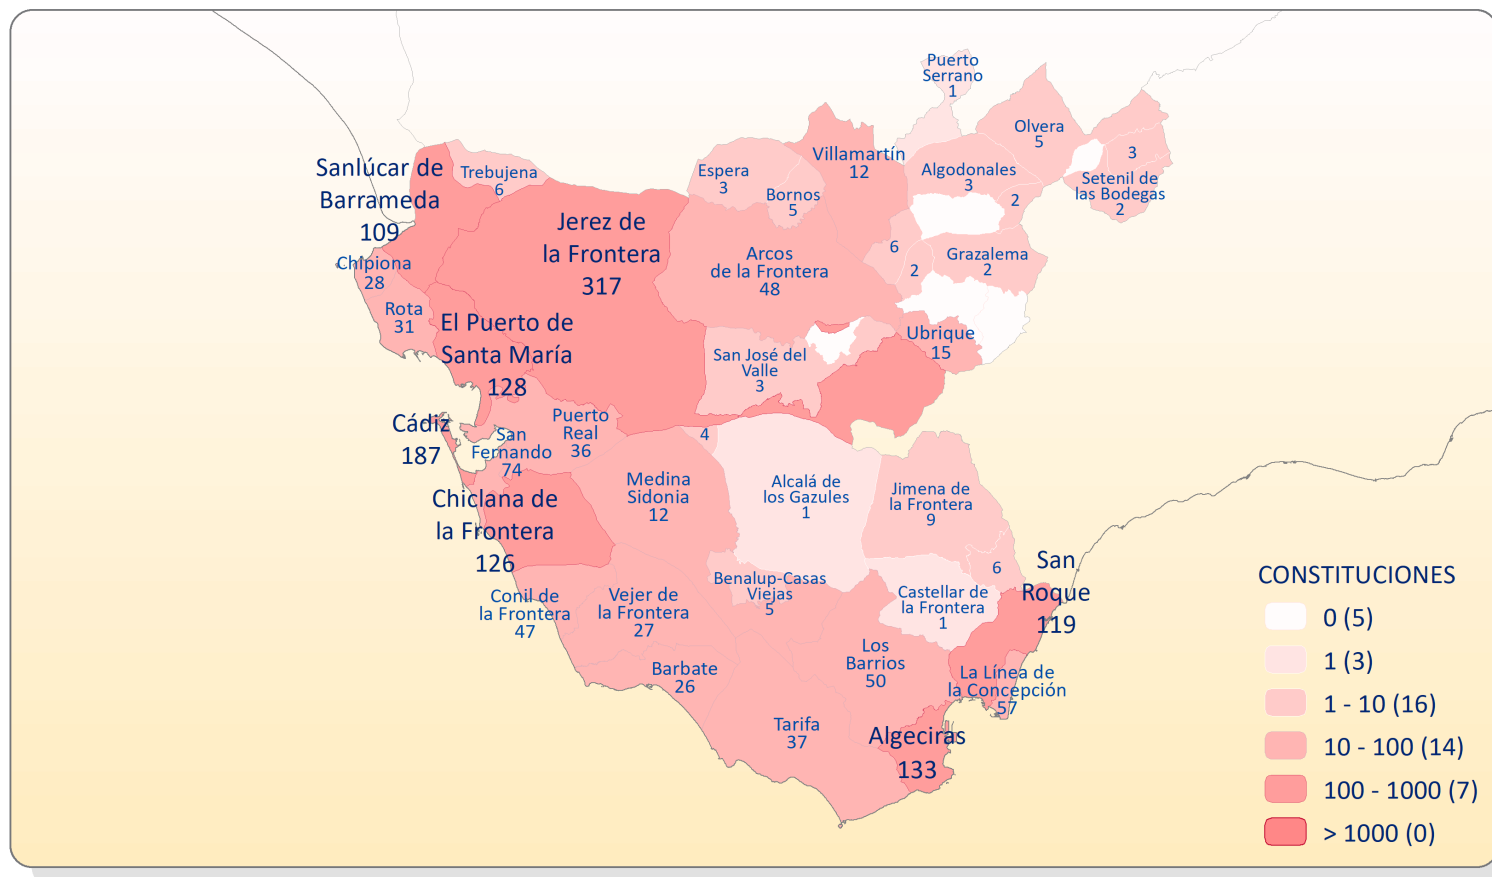 Puerto
Serrano
1
Olvera
5
3
Setenil de
las Bodegas
2
Villamartín
12
Algodonales
3
2
Espera
3
Bornos
5
Trebujena
6
Sanlúcar de
Barrameda
109
Jerez de
la Frontera
317
Arcos
de la Frontera
48
6
2
Grazalema
2
Chipiona
28
Rota
31
El Puerto de
Santa María
128
Ubrique
15
San José del
Valle
3
Cádiz
187
San
Fernando
74
Puerto
Real
36
4
Medina
Sidonia
12
Alcalá de
los Gazules
1
Jimena de
la Frontera
9
Chiclana de
la Frontera
126
6
San
Roque
119
Conil de
la Frontera
47
Vejer de
la Frontera
27
Benalup-Casas
Viejas
5
Castellar de
la Frontera
1
Barbate
26
Los
Barrios
50
La Línea de
la Concepción
57
Tarifa
37
Algeciras
133
CONSTITUCIONES
0 (5)
1 (3)
1 - 10 (16)
10 - 100 (14)
100 - 1000 (7)
> 1000 (0)